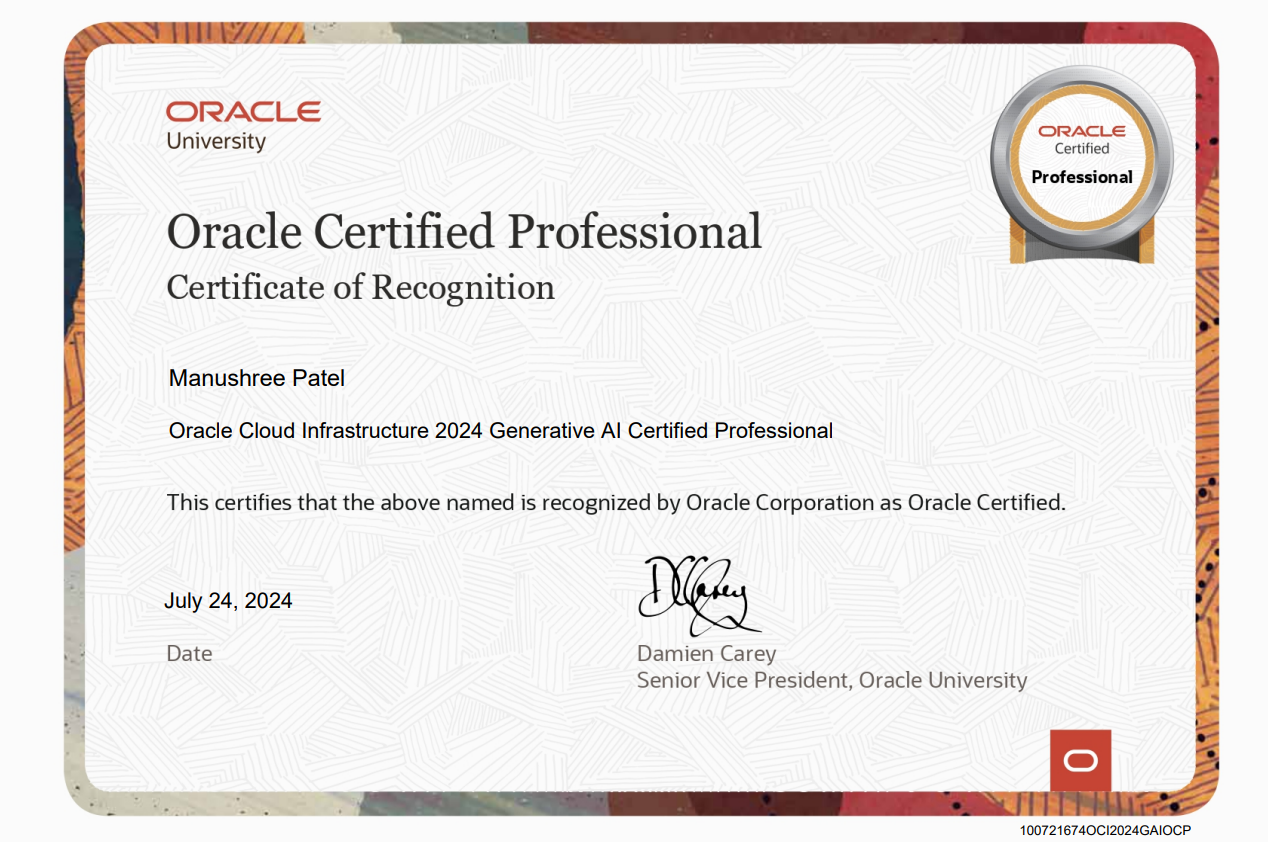 ORACLE
University
ORACLE
Certified
Professional
Oracle Certified Professional
Certificate of Recognition
Manushree Patel
Oracle Cloud Infrastructure 2024 Generative AI Certified Professional
This certifies that the above named is recognized by Oracle Corporation as Oracle Certified.
DCCarey
July 24, 2024
Date
Damien Carey
Senior Vice President, Oracle University
100721674OCI2024GAIOCP